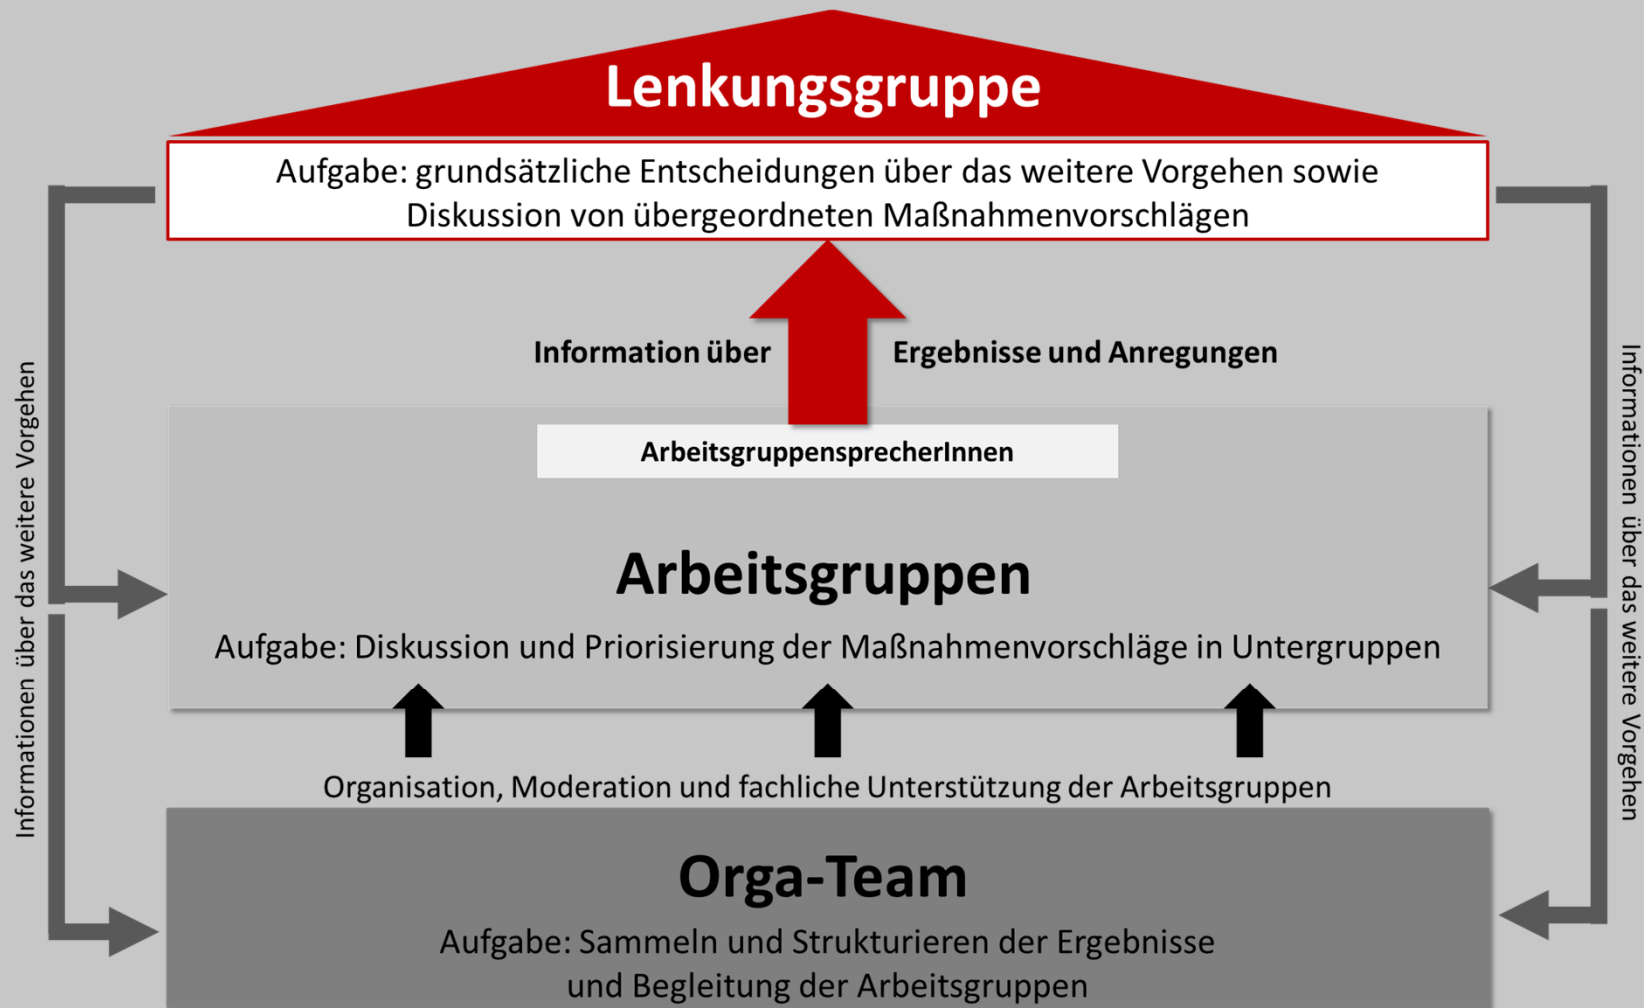 Lenkungsgruppe
Aufgabe: grundsätzliche Entscheidungen über das weitere Vorgehen sowie
Diskussion von übergeordneten Maßnahmenvorschlägen
Information über
Ergebnisse und Anregungen
Informationen über das weitere Vorgehen
Informationen über das weitere Vorgehen
ArbeitsgruppensprecherInnen
Arbeitsgruppen
Aufgabe: Diskussion und Priorisierung der Maßnahmenvorschläge in Untergruppen
Organisation, Moderation und fachliche Unterstützung der Arbeitsgruppen
Orga-Team
Aufgabe: Sammeln und Strukturieren der Ergebnisse
und Begleitung der Arbeitsgruppen